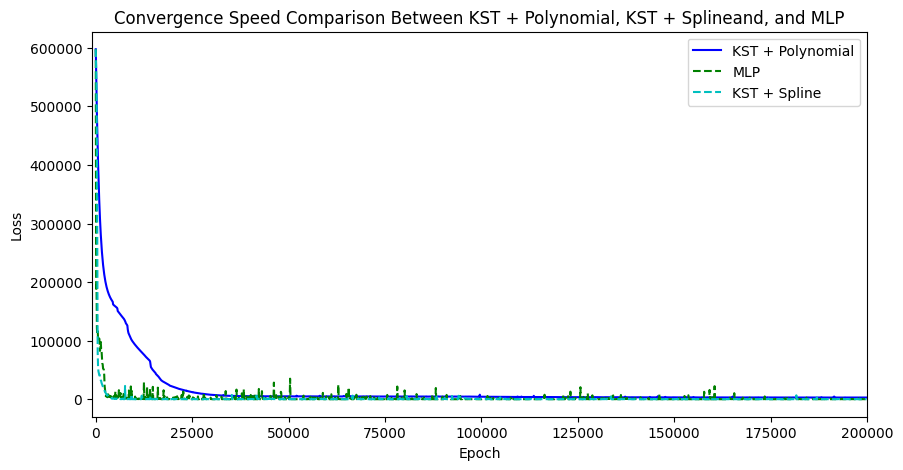 Convergence Speed Comparison Between KST + Polynomial, KST + Splineand, and MLP
KST + Polynomial
MLP
KST + Spline
600000
500000
400000
300000
200000
100000
0
Loss
0 25000 50000 75000 100000 125000 150000 175000 200000
Epoch